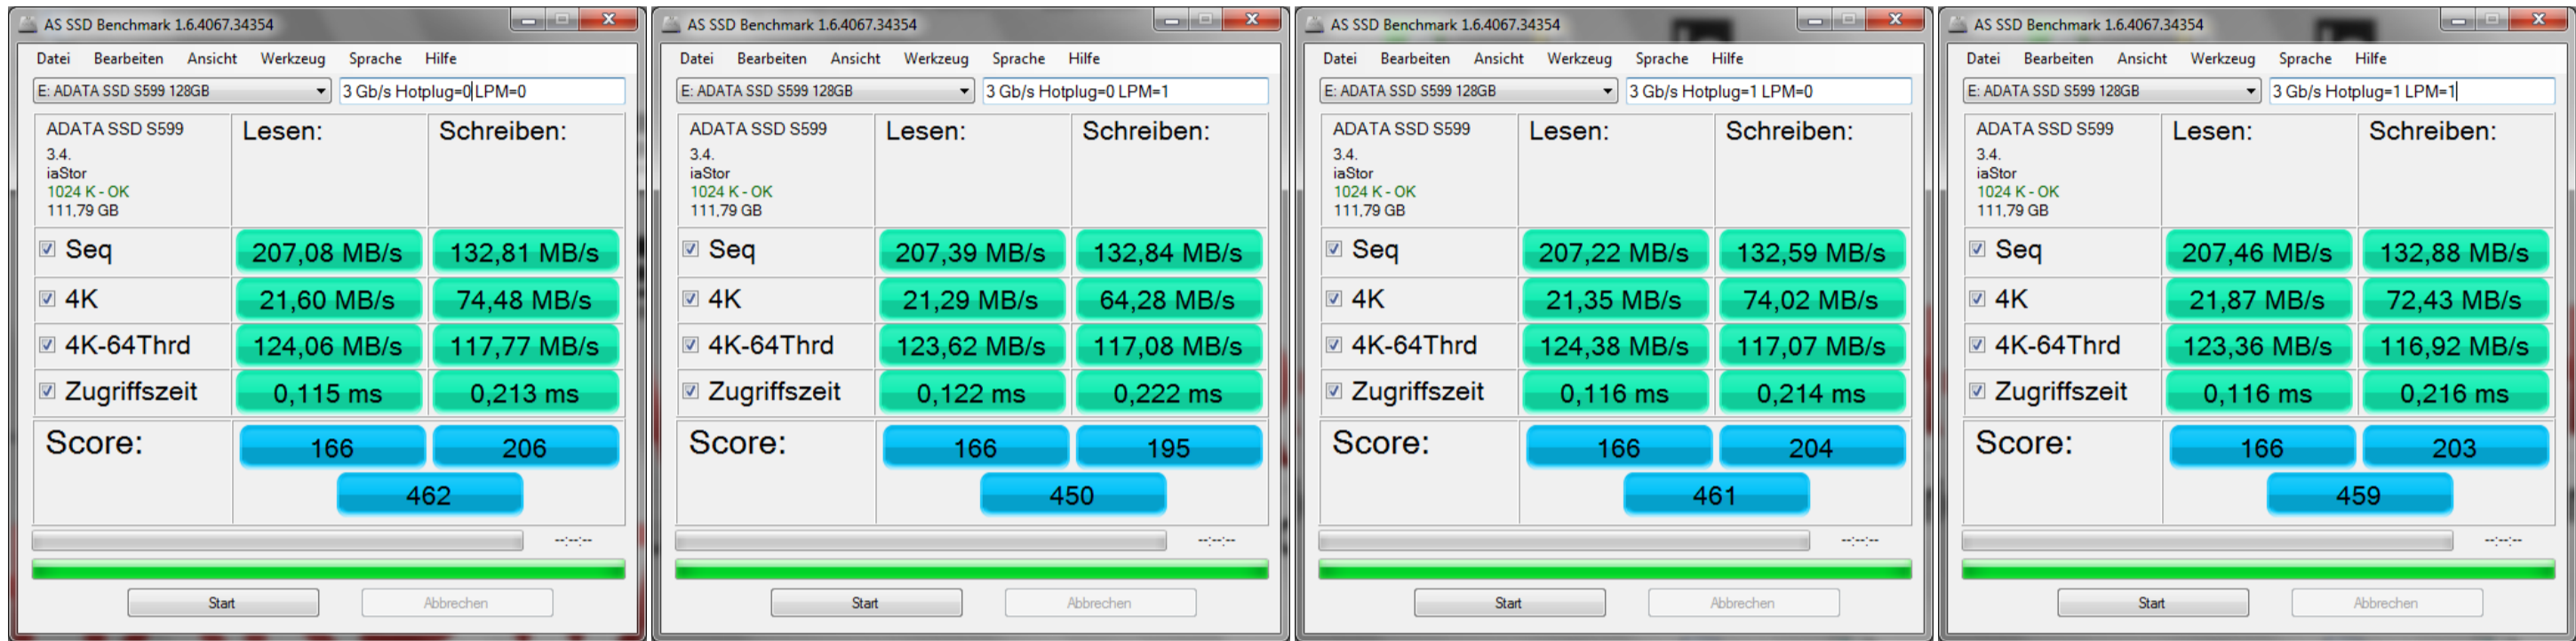 AS SSD Benchmark 1.6.4067.34354
Datei Bearbeiten Ansicht Werkzeug Sprache Hilfe
E: ADATA SSD S599 128GB 3 Gb/s Hotplug=0 LPM=0
ADATA SSD S599 Lesen: Schreiben:
3.4.
iaStor
1024 K - OK
111,79 GB
Seq 207,08 MB/s 132,81 MB/s
4K 21,60 MB/s 74,48 MB/s
4K-64Thrd 124,06 MB/s 117,77 MB/s
Zugriffszeit 0,115 ms 0,213 ms
Score: 166 206
462
--:--:--
Start Abbrechen
AS SSD Benchmark 1.6.4067.34354
Datei Bearbeiten Ansicht Werkzeug Sprache Hilfe
E: ADATA SSD S599 128GB 3 Gb/s Hotplug=0 LPM=1
ADATA SSD S599 Lesen: Schreiben:
3.4.
iaStor
1024 K - OK
111,79 GB
Seq 207,39 MB/s 132,84 MB/s
4K 21,29 MB/s 64,28 MB/s
4K-64Thrd 123,62 MB/s 117,08 MB/s
Zugriffszeit 0,122 ms 0,222 ms
Score: 166 195
450
--:--:--
Start Abbrechen
AS SSD Benchmark 1.6.4067.34354
Datei Bearbeiten Ansicht Werkzeug Sprache Hilfe
E: ADATA SSD S599 128GB 3 Gb/s Hotplug=1 LPM=0
ADATA SSD S599 Lesen: Schreiben:
3.4.
iaStor
1024 K - OK
111,79 GB
Seq 207,22 MB/s 132,59 MB/s
4K 21,35 MB/s 74,02 MB/s
4K-64Thrd 124,38 MB/s 117,07 MB/s
Zugriffszeit 0,116 ms 0,214 ms
Score: 166 204
461
--:--:--
Start Abbrechen
AS SSD Benchmark 1.6.4067.34354
Datei Bearbeiten Ansicht Werkzeug Sprache Hilfe
E: ADATA SSD S599 128GB 3 Gb/s Hotplug=1 LPM=1
ADATA SSD S599 Lesen: Schreiben:
3.4.
iaStor
1024 K - OK
111,79 GB
Seq 207,46 MB/s 132,88 MB/s
4K 21,87 MB/s 72,43 MB/s
4K-64Thrd 123,36 MB/s 116,92 MB/s
Zugriffszeit 0,116 ms 0,216 ms
Score: 166 203
459
--:--:--
Start Abbrechen